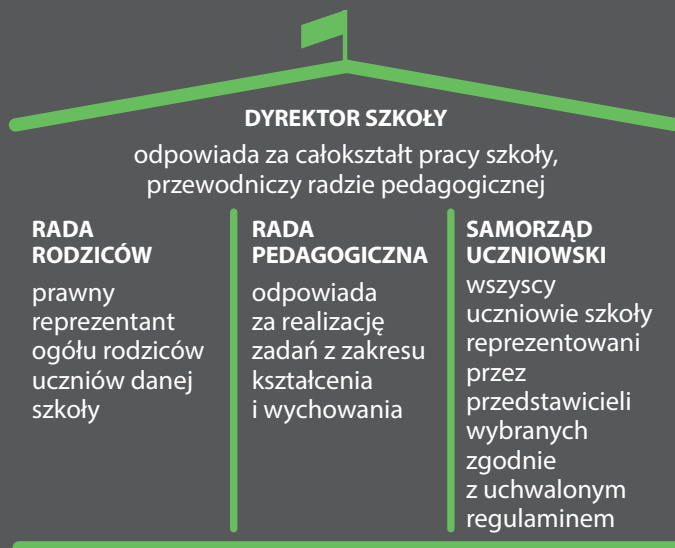 DYREKTOR SZKOŁY
odpowiada za całokształt pracy szkoły,
przewodniczy radzie pedagogicznej
RADA
RODZICÓW
prawny
reprezentant
ogółu rodziców
uczniów danej
szkoły
RADA
PEDAGOGICZNA
odpowiada
za realizację
zadań z zakresu
kształcenia
i wychowania
SAMORZĄD
UCZNIOWSKI
wszyscy
uczniowie szkoły
reprezentowani
przez
przedstawicieli
wybranych
zgodnie
z uchwalonym
regulaminem